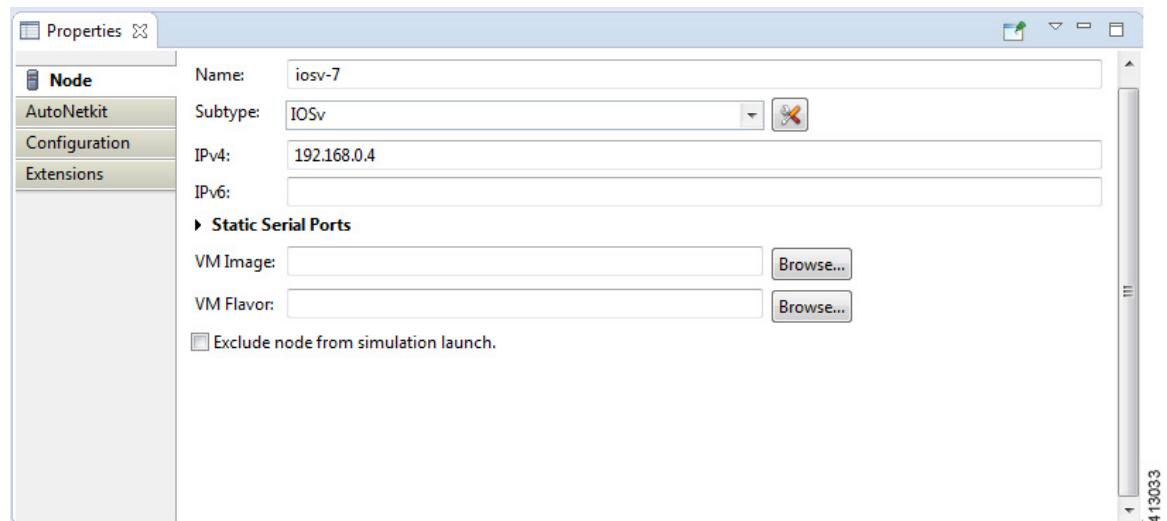 Properties
Node
AutoNetkit
Configuration
Extensions
Name: iosv-7
Subtype: IOSv
IPv4: 192.168.0.4
IPv6:
Static Serial Ports
VM Image: Browse...
VM Flavor: Browse...
Exclude node from simulation launch.
413033